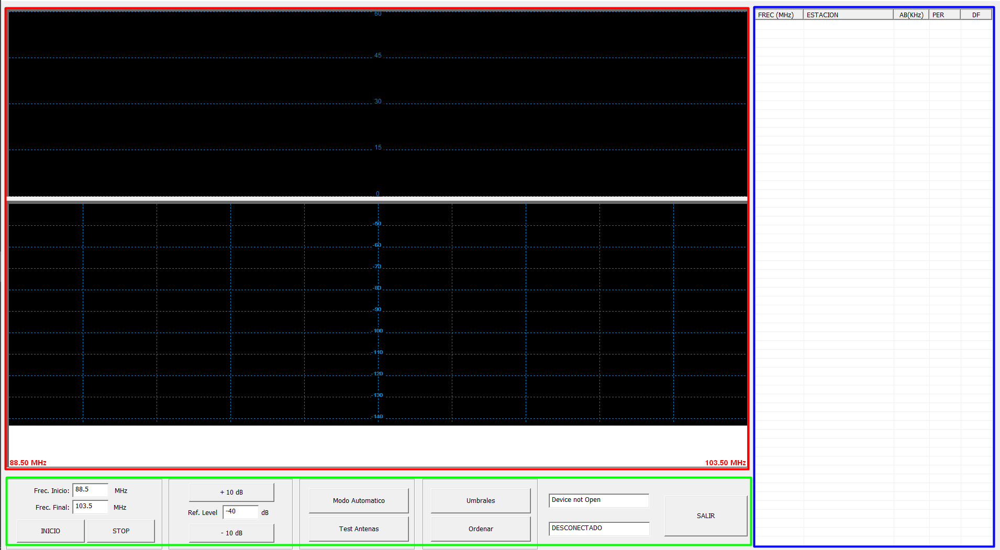 60
45
30
15
0
-50
-60
-70
-80
-90
-100
-110
-120
-130
-140
88.50 MHz 103.50 MHz
FREC (MHz) ESTACION AB(KHz) PER DF
Frec. Inicio: 88.5 MHz
Frec. Final: 103.5 MHz
INICIO STOP
+ 10 dB
Ref. Level -40 dB
- 10 dB
Modo Automatico
Test Antenas
Umbrales
Ordenar
Device not Open
DESCONECTADO
SALIR